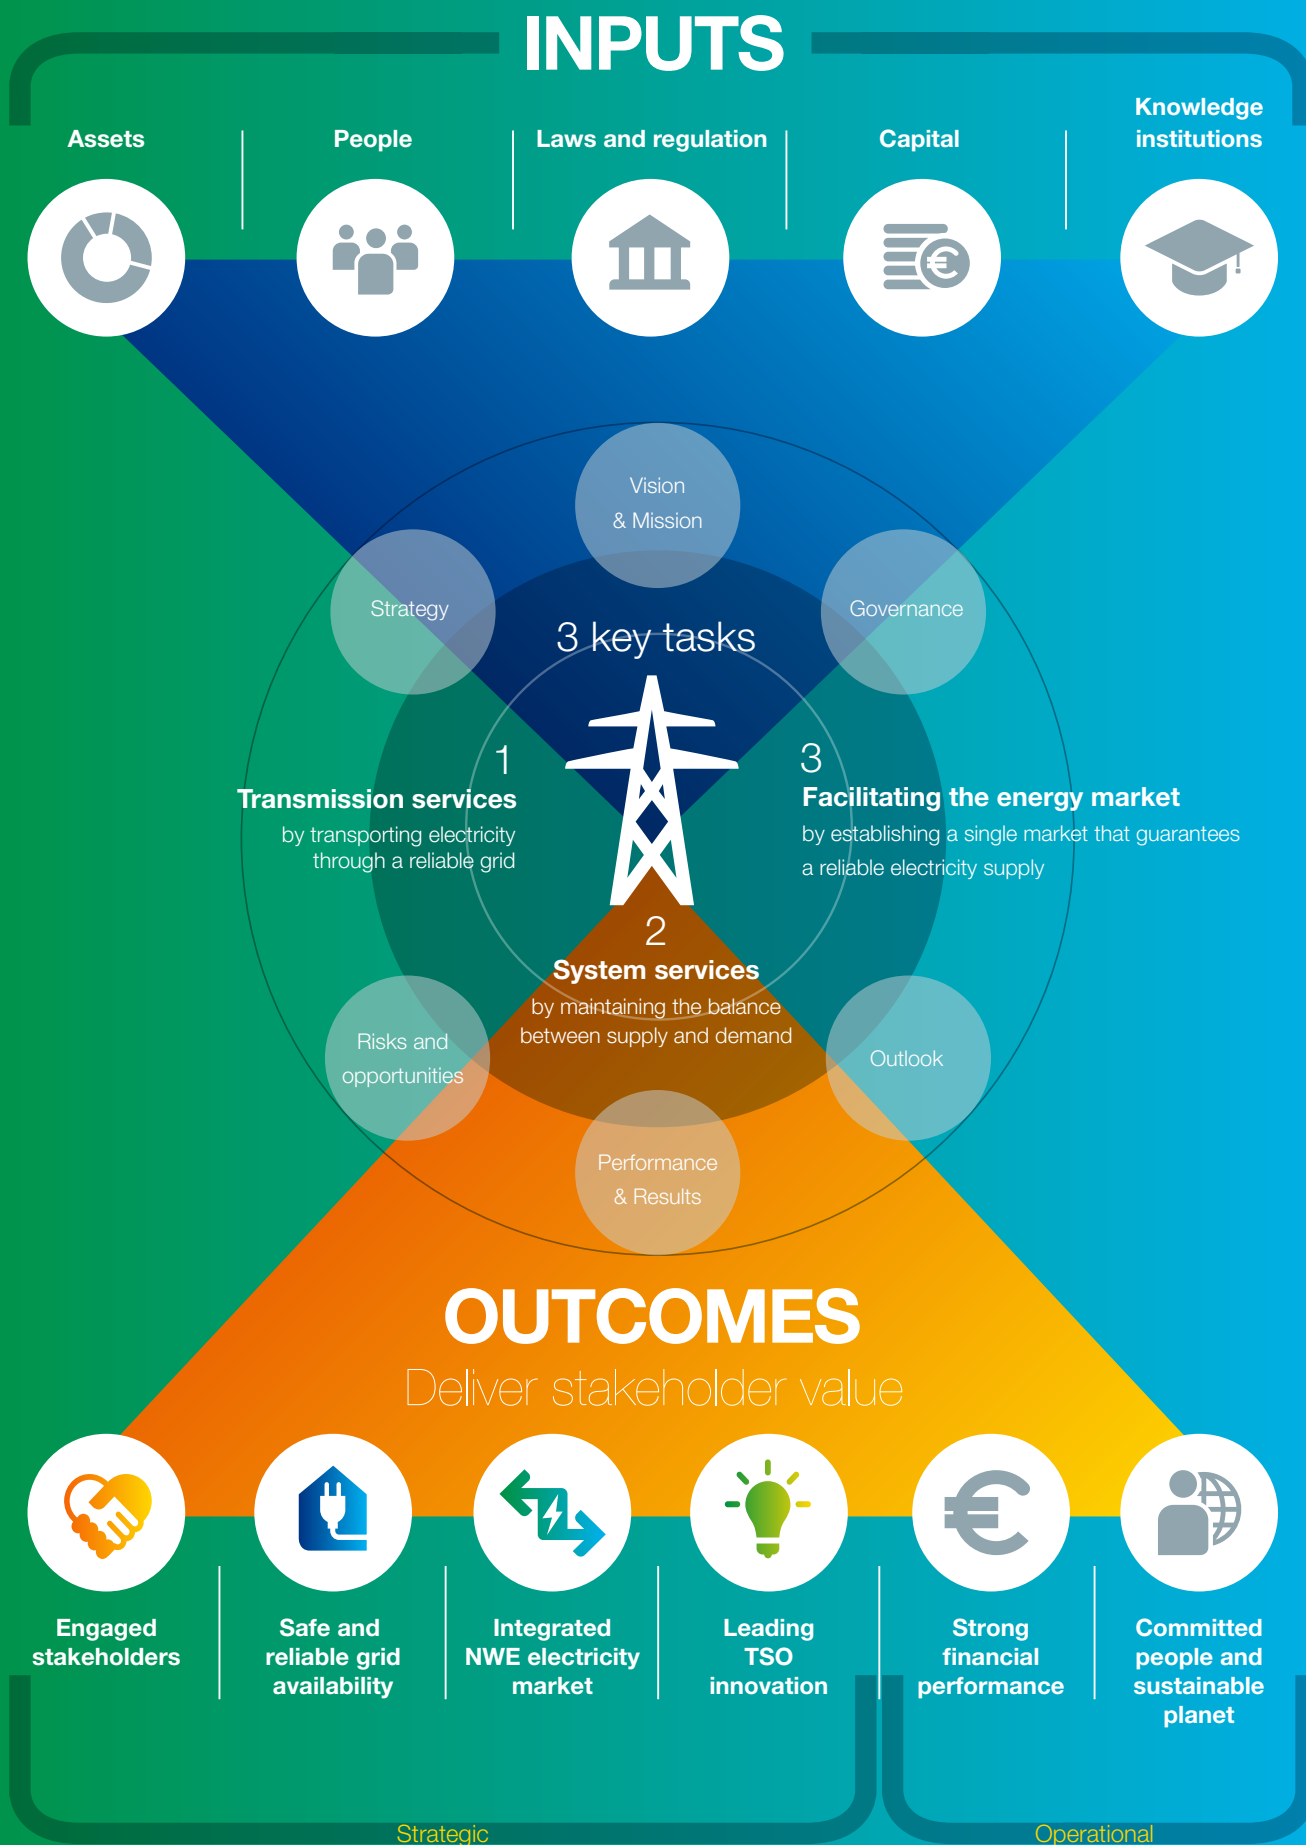 INPUTS
Assets
People
Laws and regulation
Capital
Knowledge
institutions
€
Vision
& Mission
Strategy
Governance
3 key tasks
1
Transmission services
by transporting electricity
through a reliable grid
3
Facilitating the energy market
by establishing a single market that guarantees
a reliable electricity supply
2
System services
by maintaining the balance
between supply and demand
Risks and
opportunities
Outlook
Performance
& Results
OUTCOMES
Deliver stakeholder value
€
Engaged
stakeholders
Safe and
reliable grid
availability
Integrated
NWE electricity
market
Leading
TSO
innovation
Strong
financial
performance
Committed
people and
sustainable
planet
Strategic
Operational